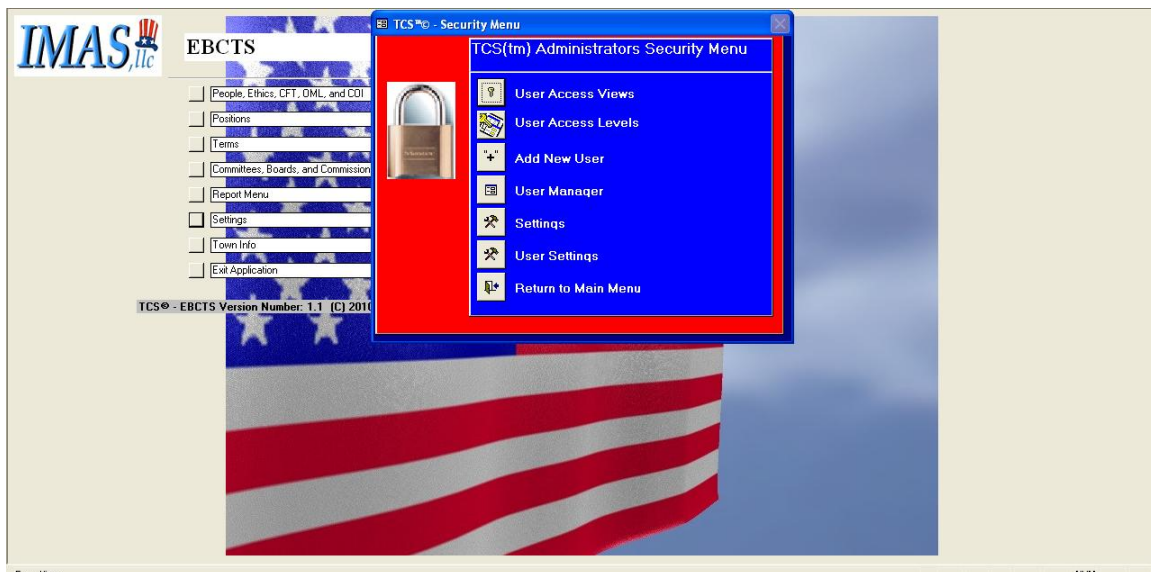 IMAS,llc
EBCTS
People, Ethics, CFT, OML, and COI
Positions
Terms
Committees, Boards, and Commission
Report Menu
Settings
Town Info
Exit Application
TCS© - EBCTS Version Number: 1.1 (C) 2010
TCS™© - Security Menu
TCS(tm) Administrators Security Menu
User Access Views
User Access Levels
"+"
Add New User
User Manager
Settings
User Settings
Return to Main Menu